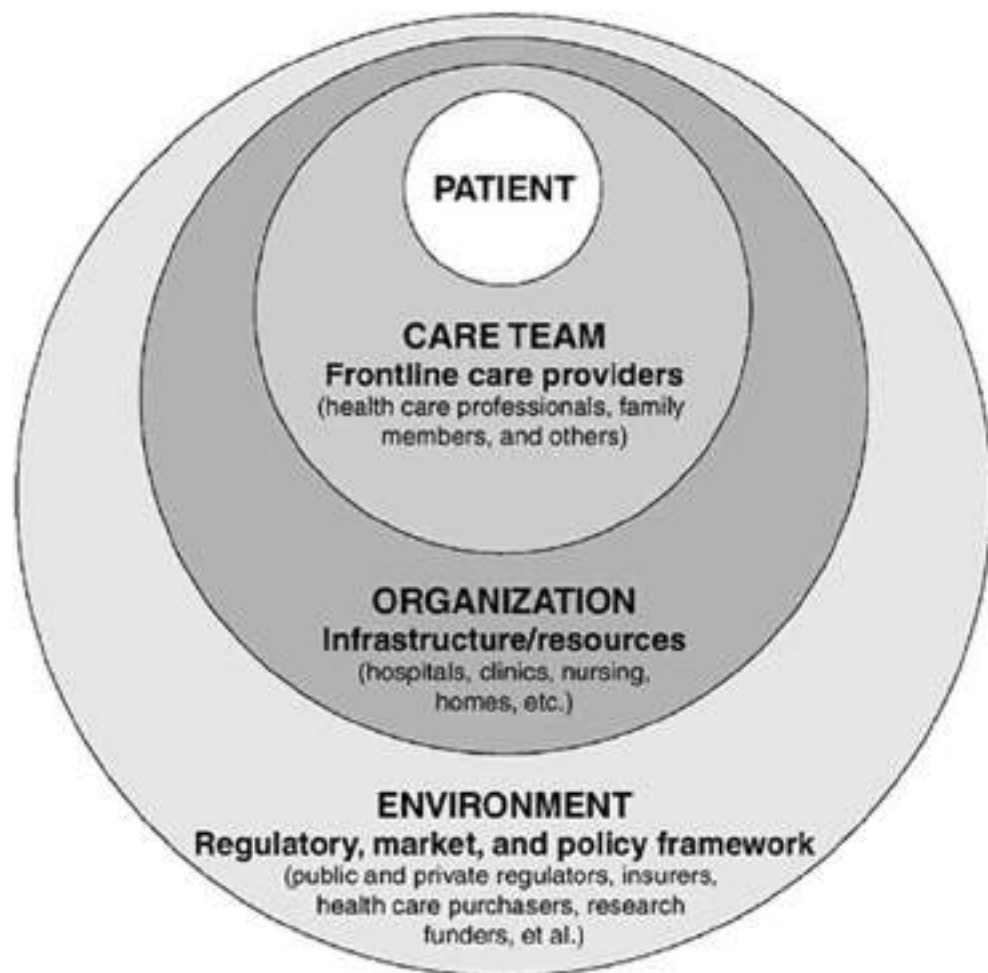 PATIENT
CARE TEAM
Frontline care providers
(health care professionals, family
members, and others)
ORGANIZATION
Infrastructure/resources
(hospitals, clinics, nursing,
homes, etc.)
ENVIRONMENT
Regulatory, market, and policy framework
(public and private regulators, insurers,
health care purchasers, research
funders, et al.)